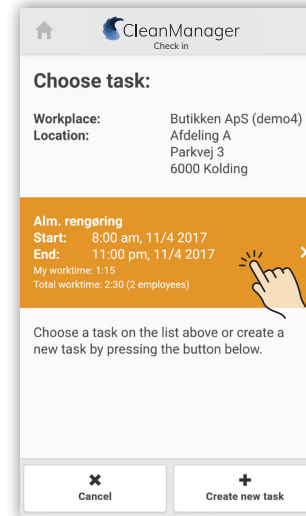 CleanManager
Check in
Choose task:
Workplace: Butikken ApS (demo4)
Location: Afdeling A
Parkvej 3
6000 Kolding
Alm. rengøring
Start: 8:00 am, 11/4 2017
End: 11:00 pm, 11/4 2017
My worktime: 1:15
Total worktime: 2:30 (2 employees)
Choose a task on the list above or create a
new task by pressing the button below.
Cancel
Create new task